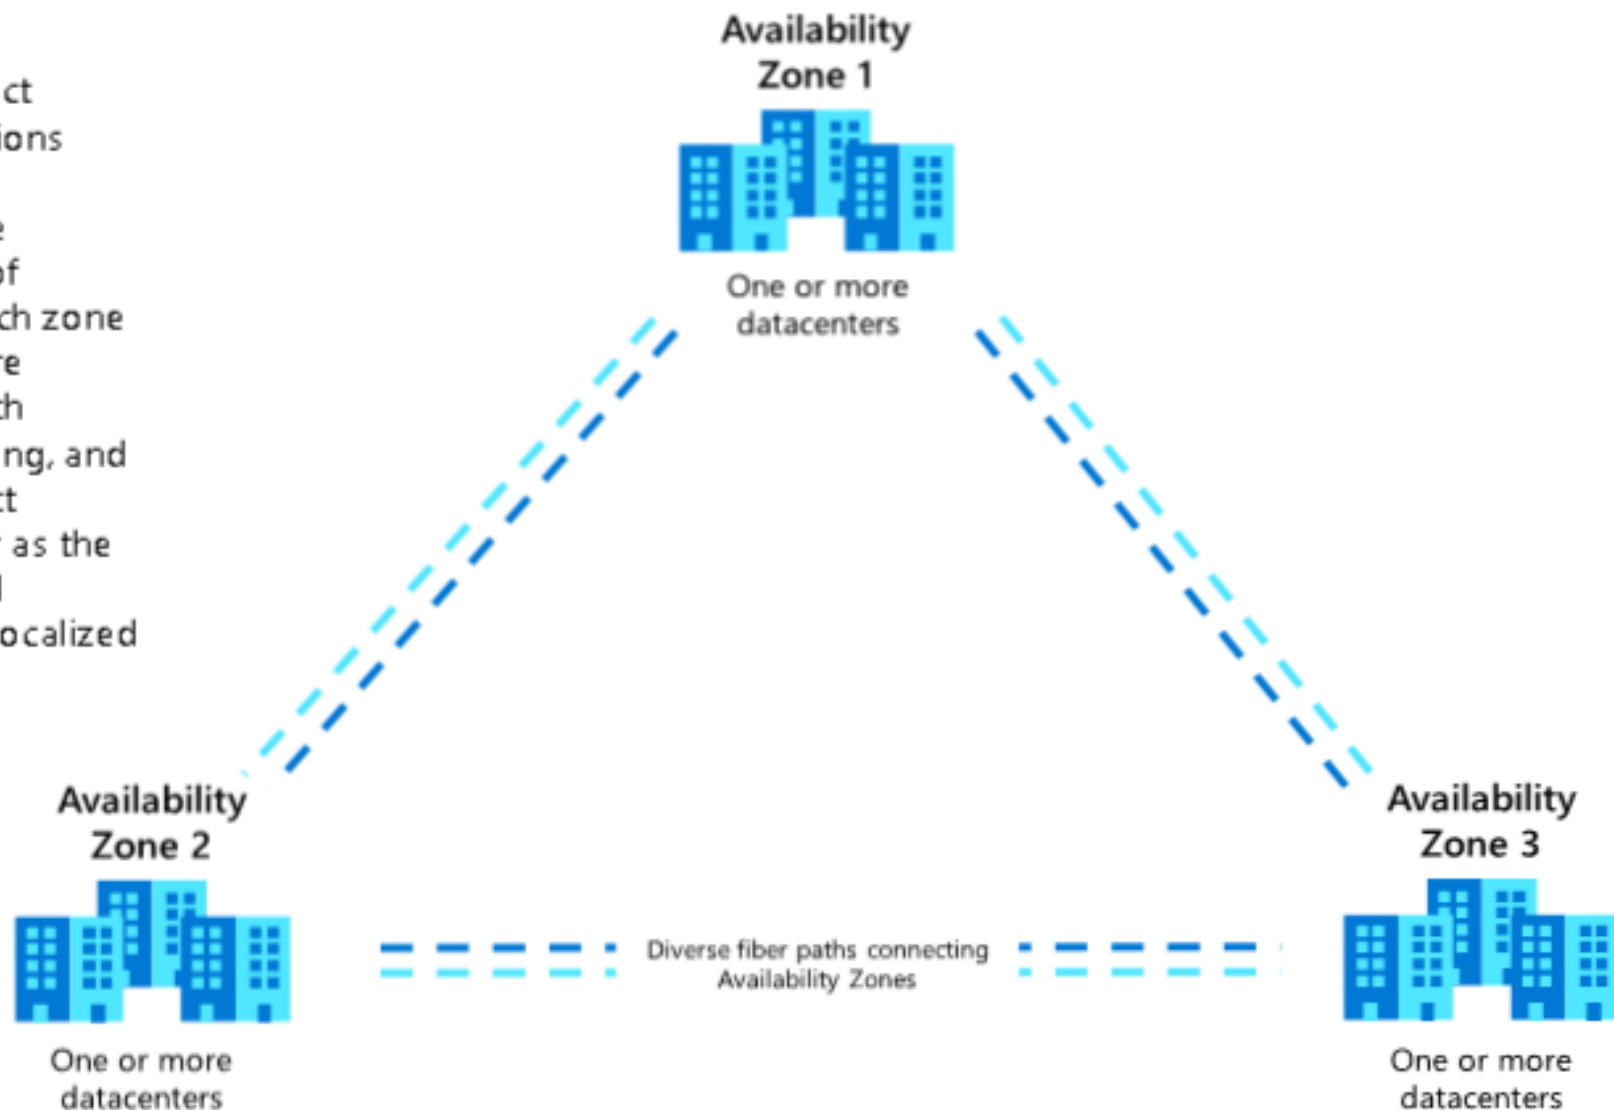 Availability
Zone 1
One or more
datacenters
ct
ions
e
of
ch zone
re
th
ng, and
ct
r as the
l
ocalized
Availability
Zone 2
One or more
datacenters
Diverse fiber paths connecting
Availability Zones
Availability
Zone 3
One or more
datacenters